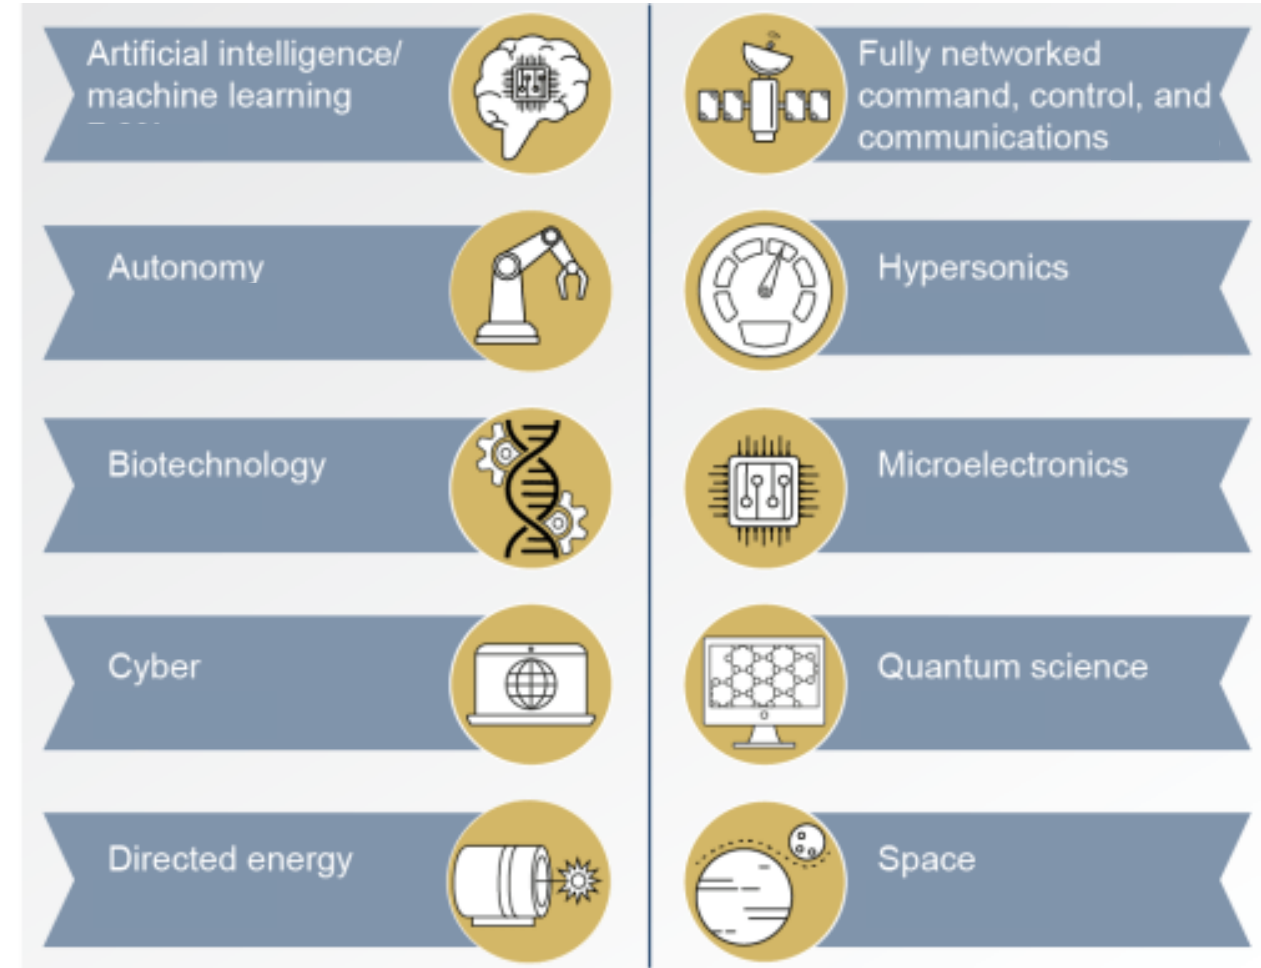 Artificial intelligence/
machine learning
Autonomy
Biotechnology
Cyber
Directed energy
Fully networked
command, control, and
communications
Hypersonics
Microelectronics
Quantum science
Space